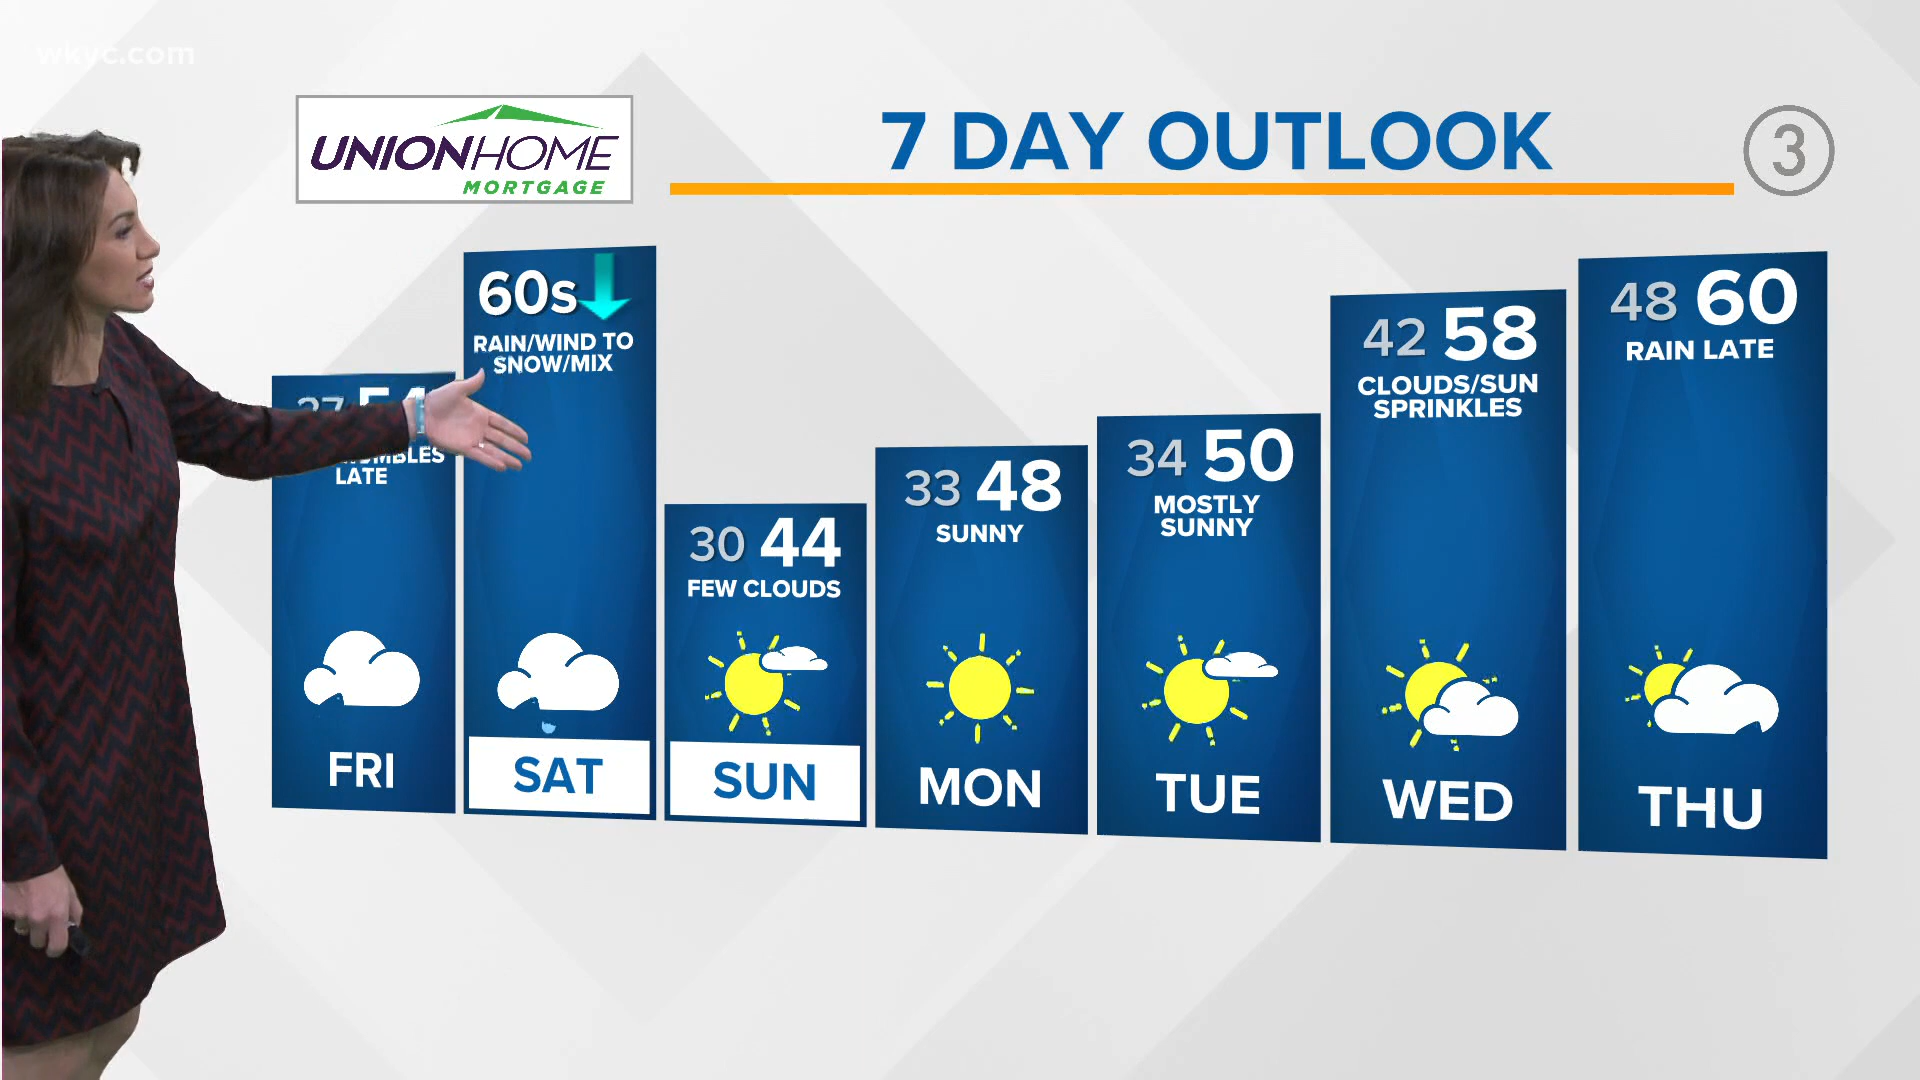 wkyc.com
UNIONHOME
MORTGAGE
7 DAY OUTLOOK
3
LATE
FRI
60s
RAIN/WIND TO
SNOW/MIX
SAT
30 44
FEW CLOUDS
SUN
33 48
SUNNY
MON
34 50
MOSTLY
SUNNY
TUE
42 58
CLOUDS/SUN
SPRINKLES
WED
48 60
RAIN LATE
THU